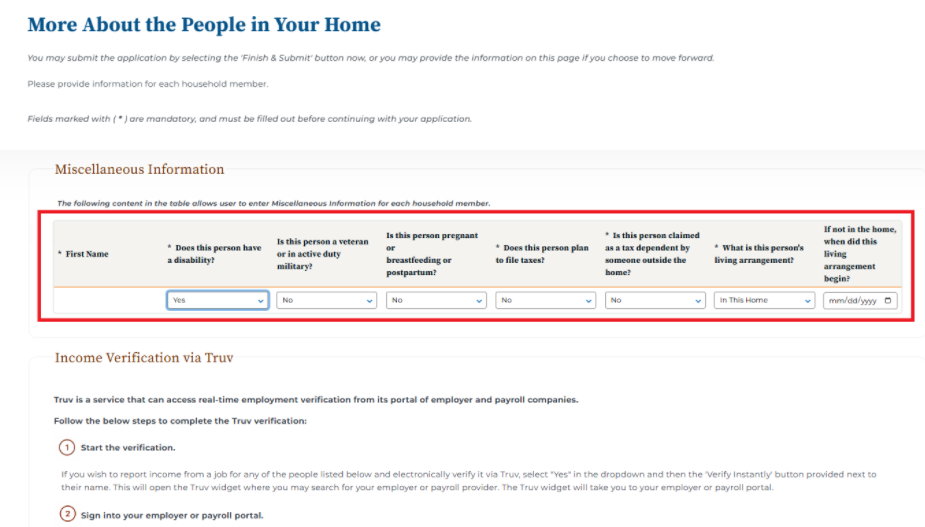 More About the People in Your Home
You may submit the application by selecting the 'Finish & Submit' button now, or you may provide the information on this page if you choose to move forward.
Please provide information for each household member.
Fields marked with ( * ) are mandatory, and must be filled out before continuing with your application.
Miscellaneous Information
The following content in the table allows user to enter Miscellaneous Information for each household member.
* First Name
* Does this person have
a disability?
Is this person a veteran
or in active duty
military?
Is this person pregnant
or
breastfeeding or
postpartum?
* Does this person plan
to file taxes?
* Is this person claimed
as a tax dependent by
someone outside the
home?
* What is this person's
living arrangement?
If not in the home,
when did this
living
arrangement
begin?
Yes
No
No
No
No
In This Home
mm/dd/yyyy
Income Verification via Truv
Truv is a service that can access real-time employment verification from its portal of employer and payroll companies.
Follow the below steps to complete the Truv verification:
1 Start the verification.
If you wish to report income from a job for any of the people listed below and electronically verify it via Truv, select "Yes" in the dropdown and then the 'Verify Instantly' button provided next to
their name. This will open the Truv widget where you may search for your employer or payroll provider. The Truv widget will take you to your employer or payroll portal.
2 Sign into your employer or payroll portal.